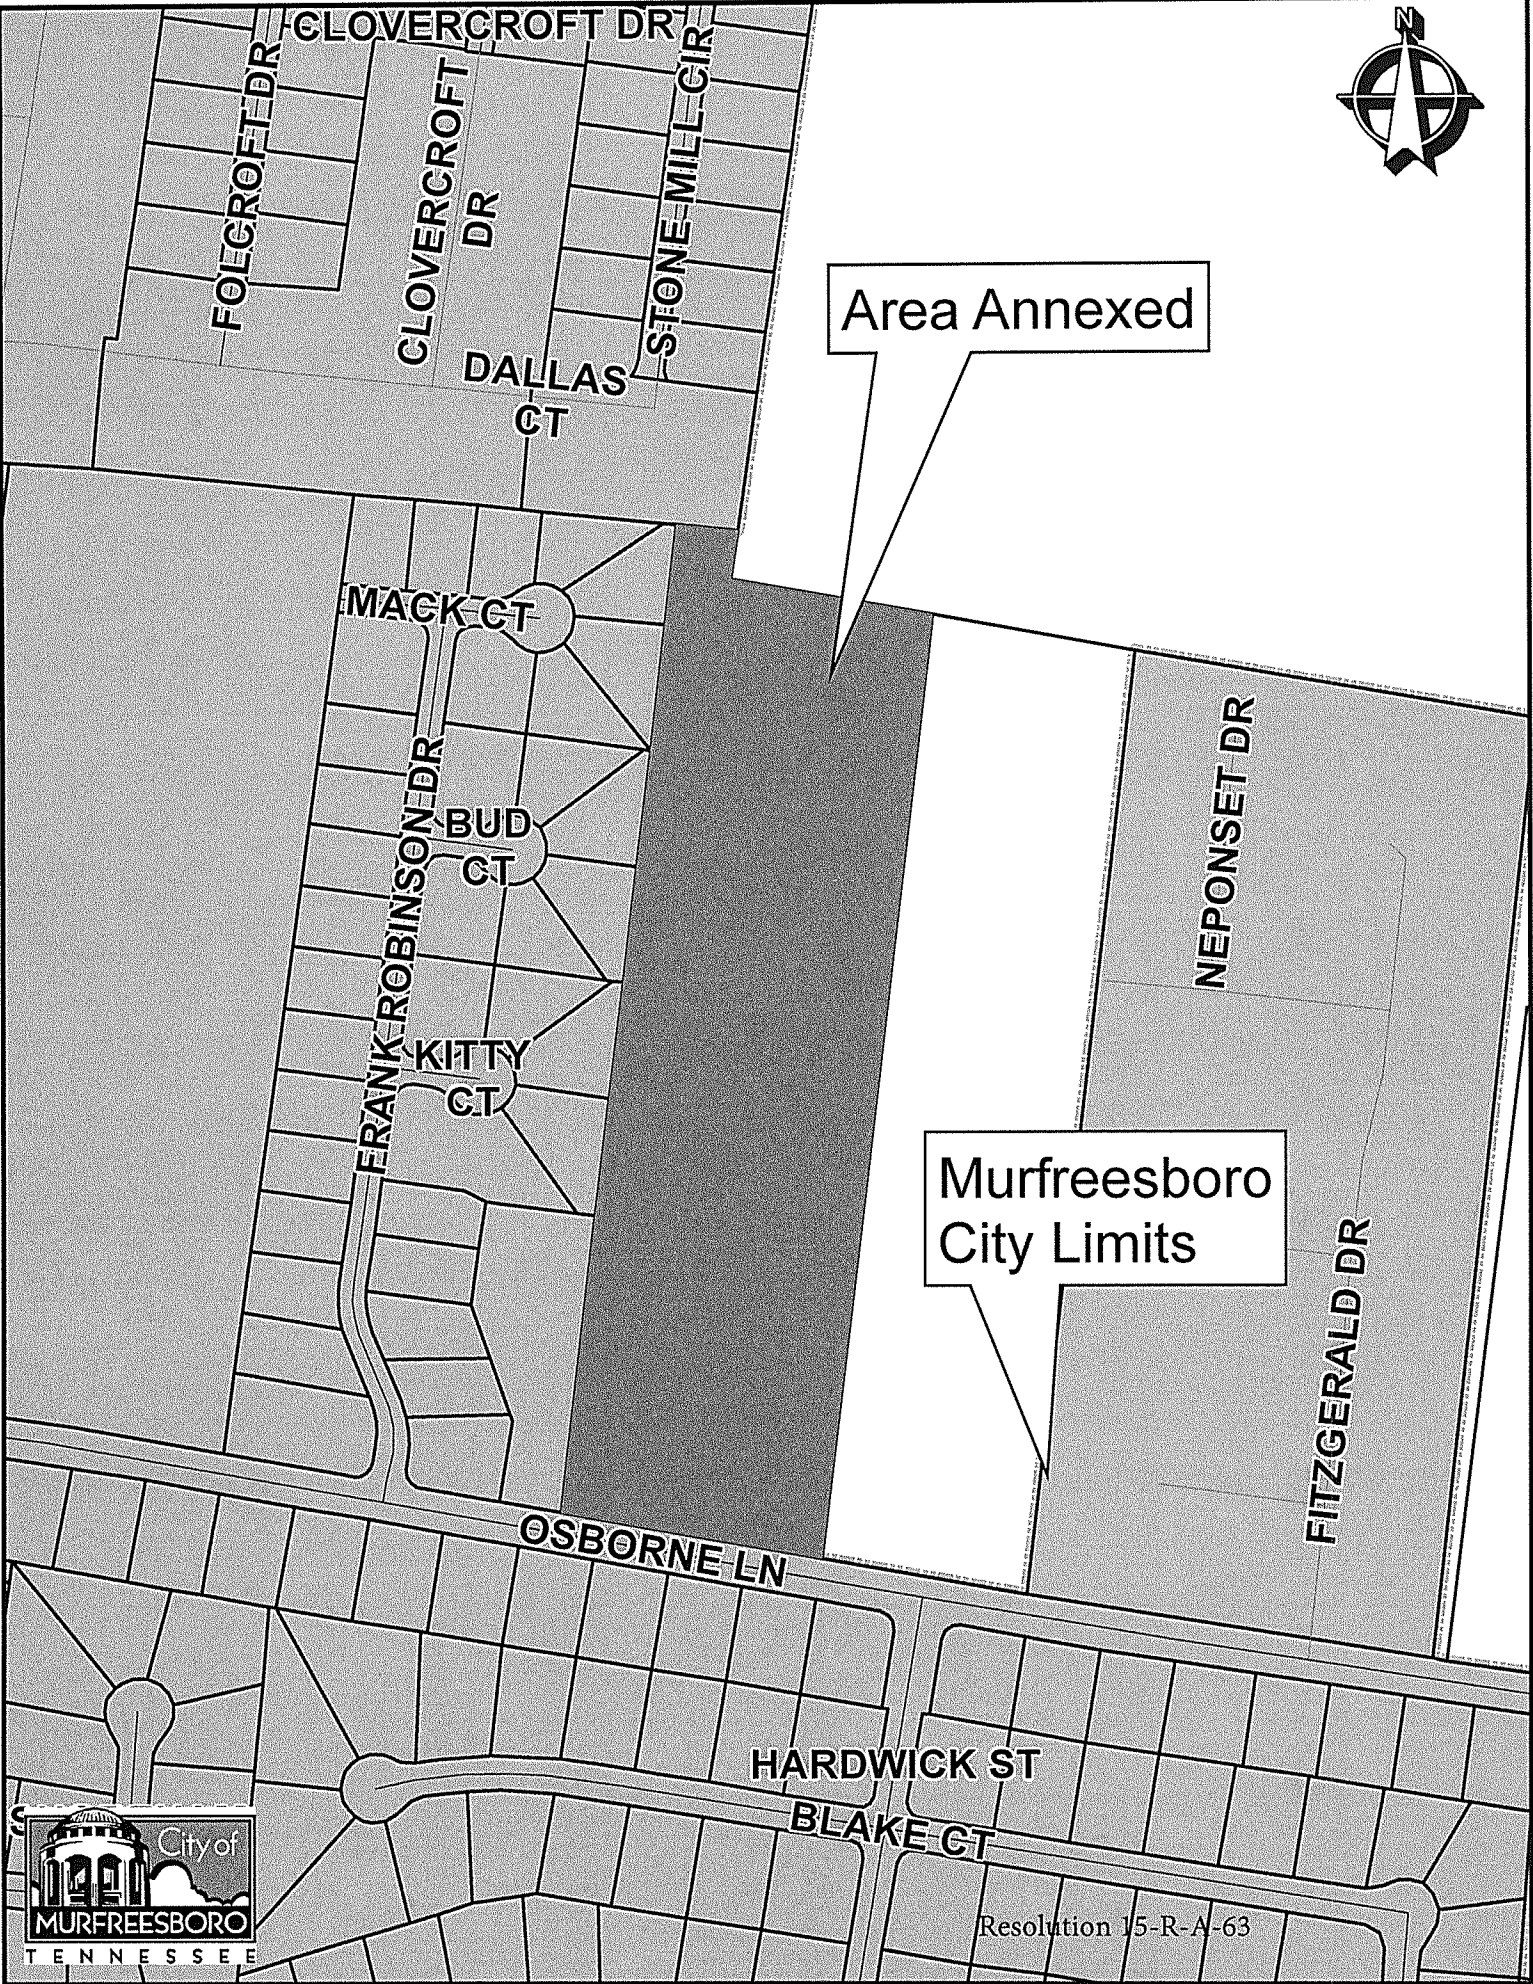 CLOVERCROFT DR
N
FOLCROFT DR
CLOVERCROFT
DR
STONE MILL CIR
Area Annexed
DALLAS
CT
MACK CT
NEPONSET DR
FRANK ROBINSON DR
BUD
CT
KITTY
CT
Murfreesboro
City Limits
FITZGERALD DR
OSBORNE LN
HARDWICK ST
BLAKE CT
S
City of
MURFREESBORO
TENNESSEE
Resolution 15-R-A-63